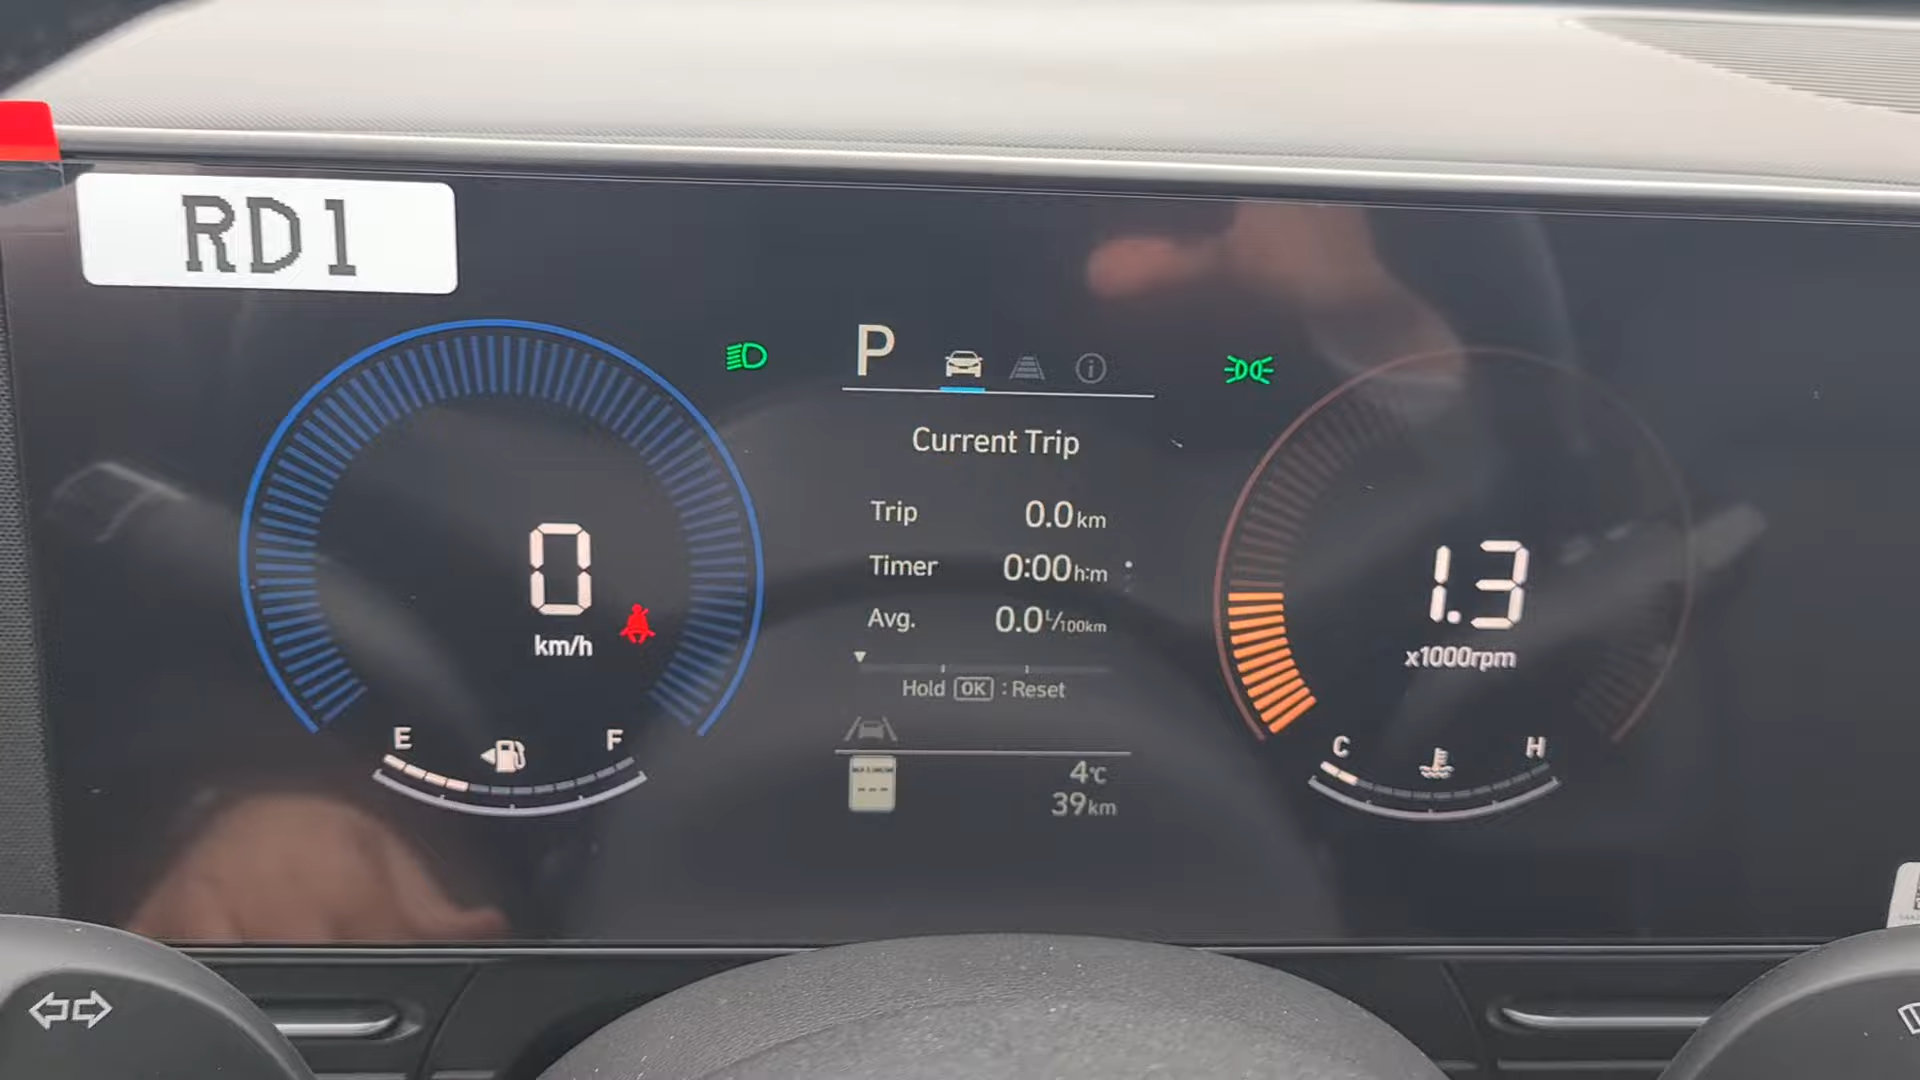 RD1
P
Current Trip
Trip 0.0 km
Timer 0:00 h:m
Avg. 0.0 L/100km
Hold OK : Reset
4°C
39 km
0
km/h
E F
1.3
x1000rpm
C H